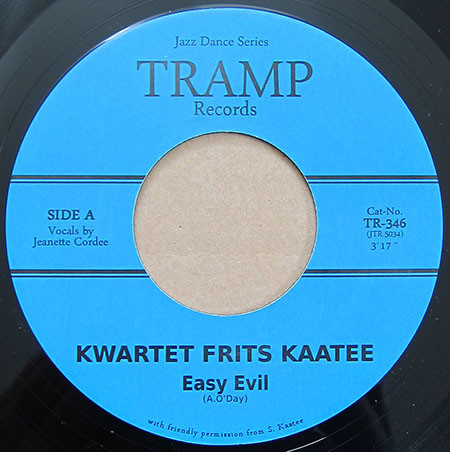 Jazz Dance Series
TRAMP
Records
SIDE A
Vocals by
Jeanette Cordee
Cat-No.
TR-346
(JTR 5034)
3'17"
KWARTET FRITS KAATEE
Easy Evil
(A.O'Day)
with friendly permission from S. Kaatee